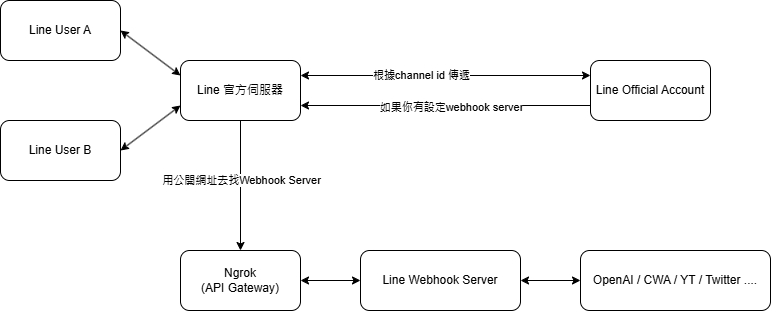 Line User A
Line 官方伺服器
根據channel id 傳遞
Line Official Account
如果你有設定webhook server
Line User B
用公開網址去找Webhook Server
Ngrok
(API Gateway)
Line Webhook Server
OpenAI / CWA / YT / Twitter ....